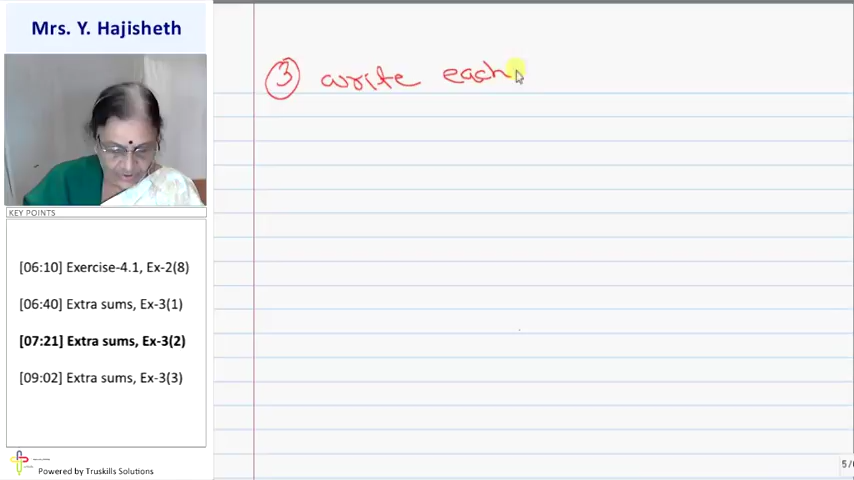 Mrs. Y. Hajisheth
③ write each
KEY POINTS
[06:10] Exercise-4.1, Ex-2(8)
[06:40] Extra sums, Ex-3(1)
[07:21] Extra sums, Ex-3(2)
[09:02] Extra sums, Ex-3(3)
Powered by Truskills Solutions
5/